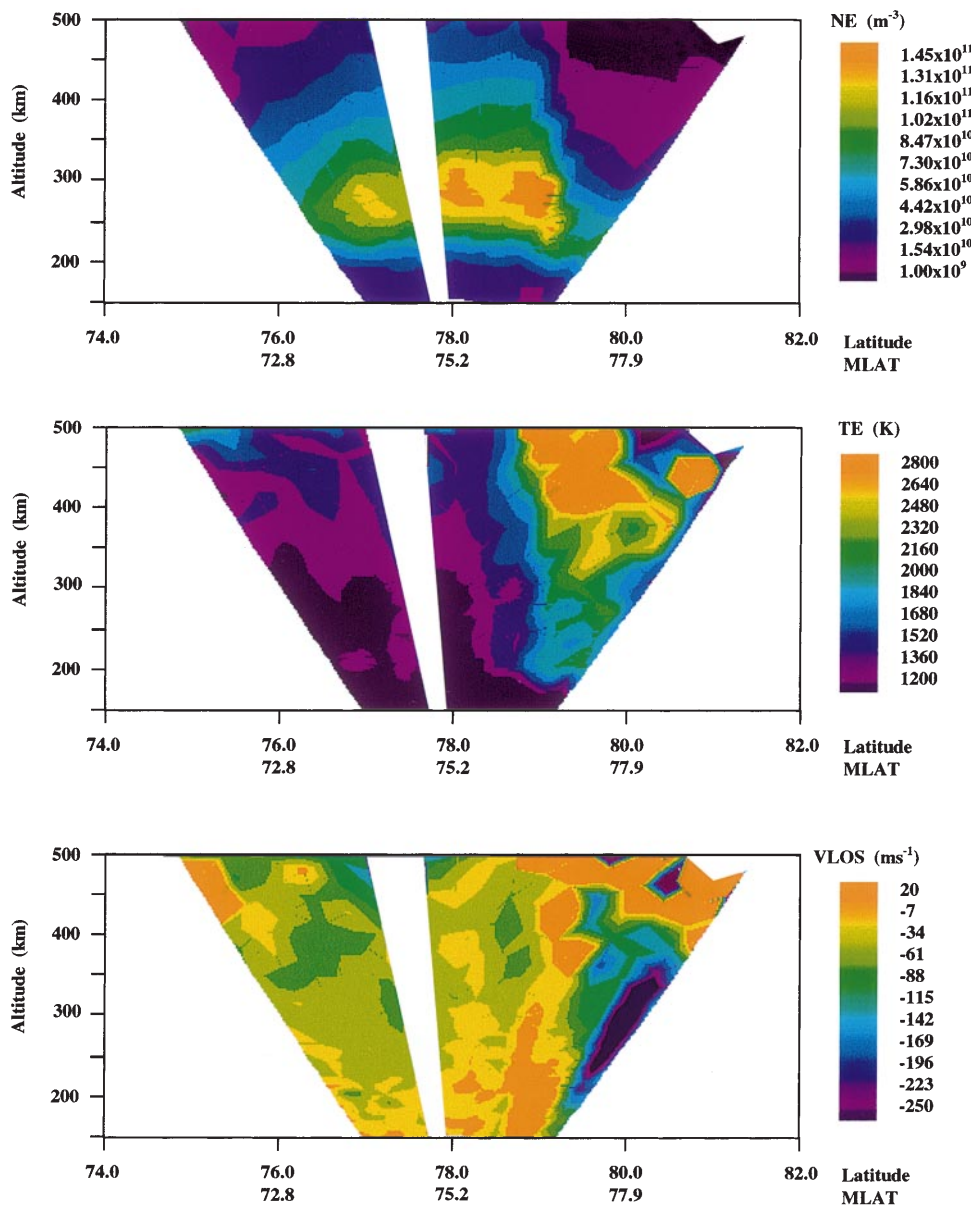 NE (m⁻³)
500
400
300
200
Altitude (km)
1.45x10¹¹
1.31x10¹¹
1.16x10¹¹
1.02x10¹¹
8.47x10¹⁰
7.30x10¹⁰
5.86x10¹⁰
4.42x10¹⁰
2.98x10¹⁰
1.54x10¹⁰
1.00x10⁹
74.0 76.0 78.0 80.0 82.0 Latitude
72.8 75.2 77.9 MLAT
TE (K)
500
400
300
200
Altitude (km)
2800
2640
2480
2320
2160
2000
1840
1680
1520
1360
1200
74.0 76.0 78.0 80.0 82.0 Latitude
72.8 75.2 77.9 MLAT
VLOS (ms⁻¹)
500
400
300
200
Altitude (km)
20
-7
-34
-61
-88
-115
-142
-169
-196
-223
-250
74.0 76.0 78.0 80.0 82.0 Latitude
72.8 75.2 77.9 MLAT